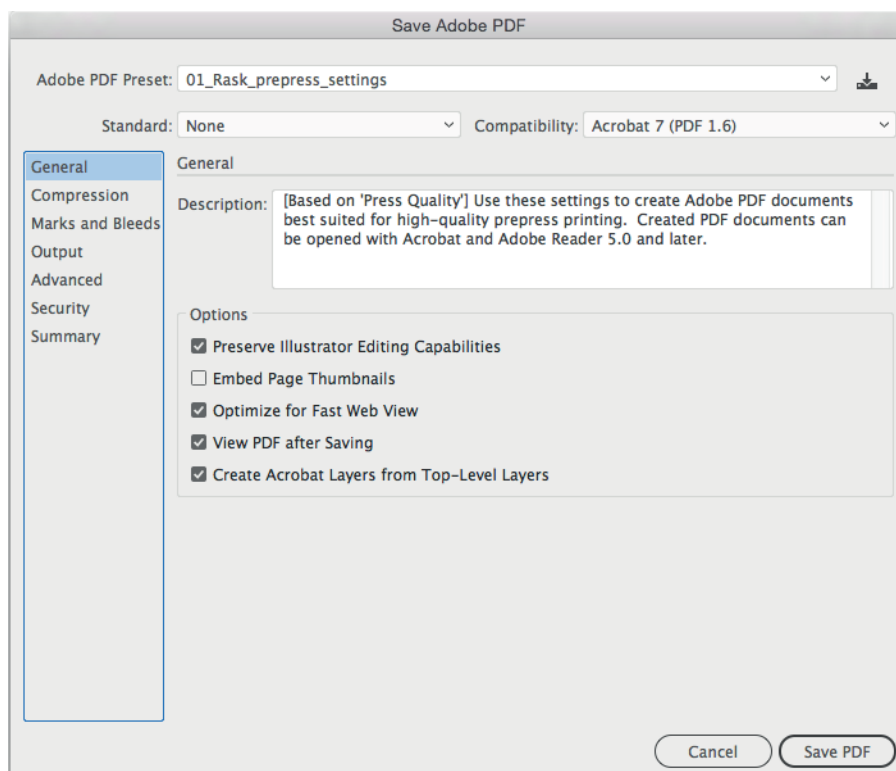 Save Adobe PDF
Adobe PDF Preset: 01_Rask_prepress_settings
Standard: None Compatibility: Acrobat 7 (PDF 1.6)
General
Compression
Marks and Bleeds
Output
Advanced
Security
Summary
General
Description: [Based on 'Press Quality'] Use these settings to create Adobe PDF documents
best suited for high-quality prepress printing. Created PDF documents can
be opened with Acrobat and Adobe Reader 5.0 and later.
Options
Preserve Illustrator Editing Capabilities
Embed Page Thumbnails
Optimize for Fast Web View
View PDF after Saving
Create Acrobat Layers from Top-Level Layers
Cancel Save PDF